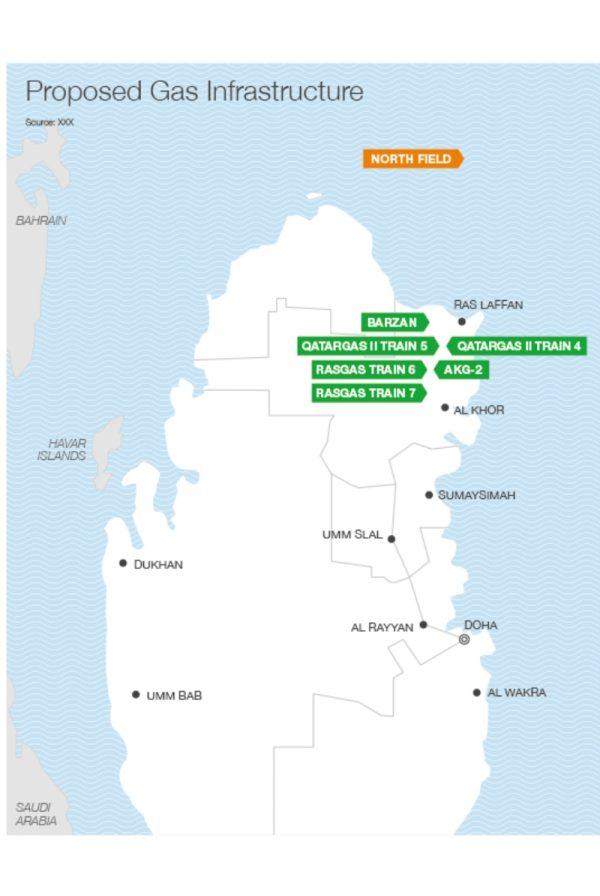 Proposed Gas Infrastructure
Source: XXX
NORTH FIELD
BAHRAIN
RAS LAFFAN
BARZAN
QATARGAS II TRAIN 5
QATARGAS II TRAIN 4
RASGAS TRAIN 6
AKG-2
RASGAS TRAIN 7
AL KHOR
HAVAR
ISLANDS
SUMAYSIMAH
UMM SLAL
DUKHAN
AL RAYYAN
DOHA
UMM BAB
AL WAKRA
SAUDI
ARABIA